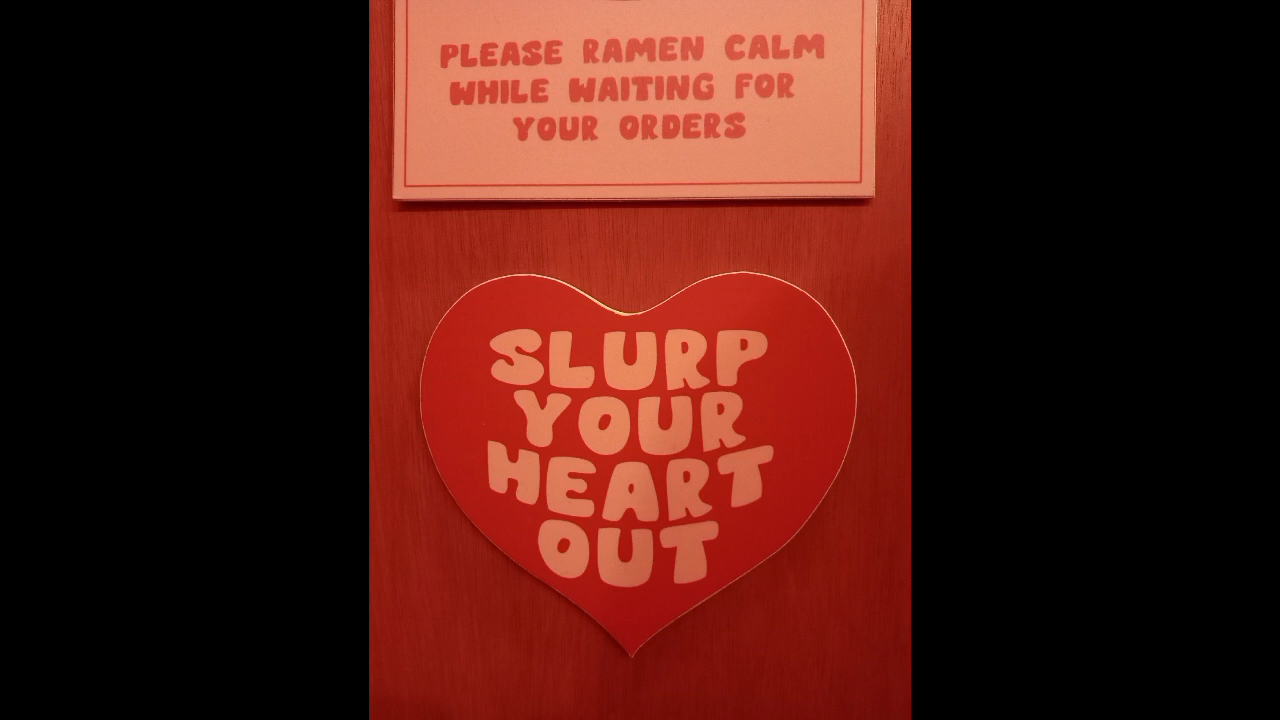 PLEASE RAMEN CALM
WHILE WAITING FOR
YOUR ORDERS
SLURP
YOUR
HEART
OUT